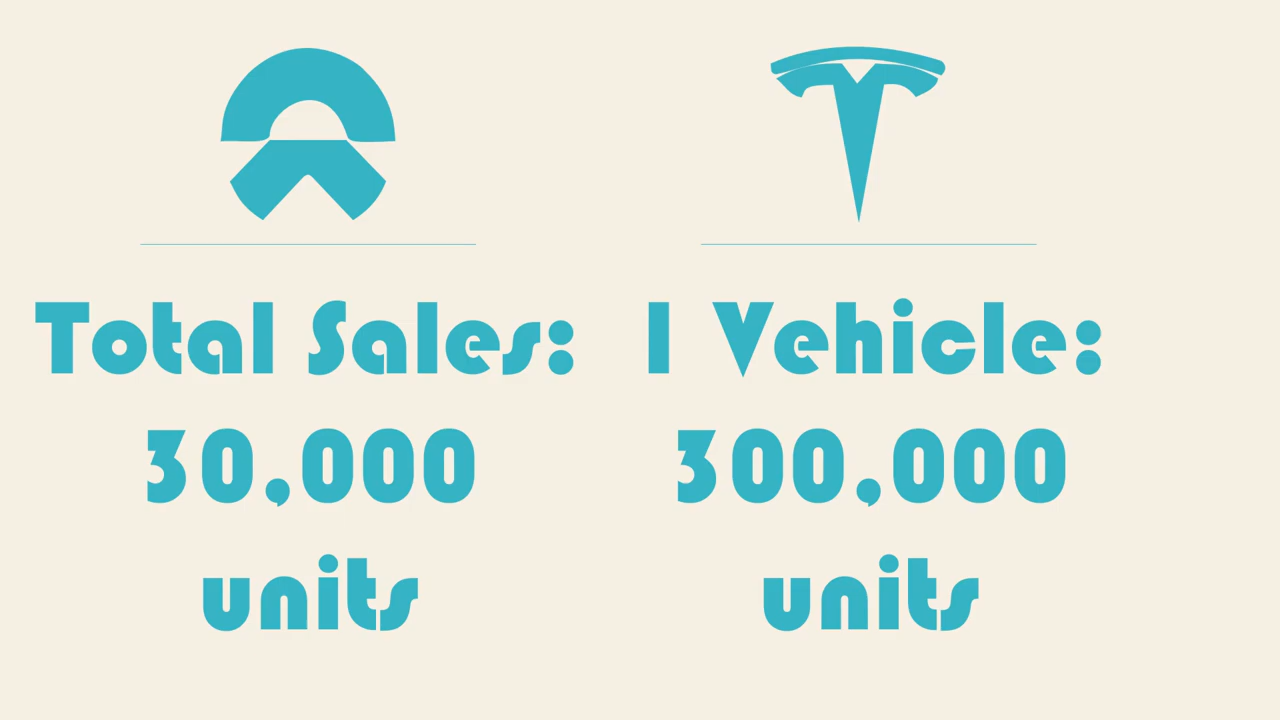 Total Sales:
30,000
units
1 Vehicle:
300,000
units